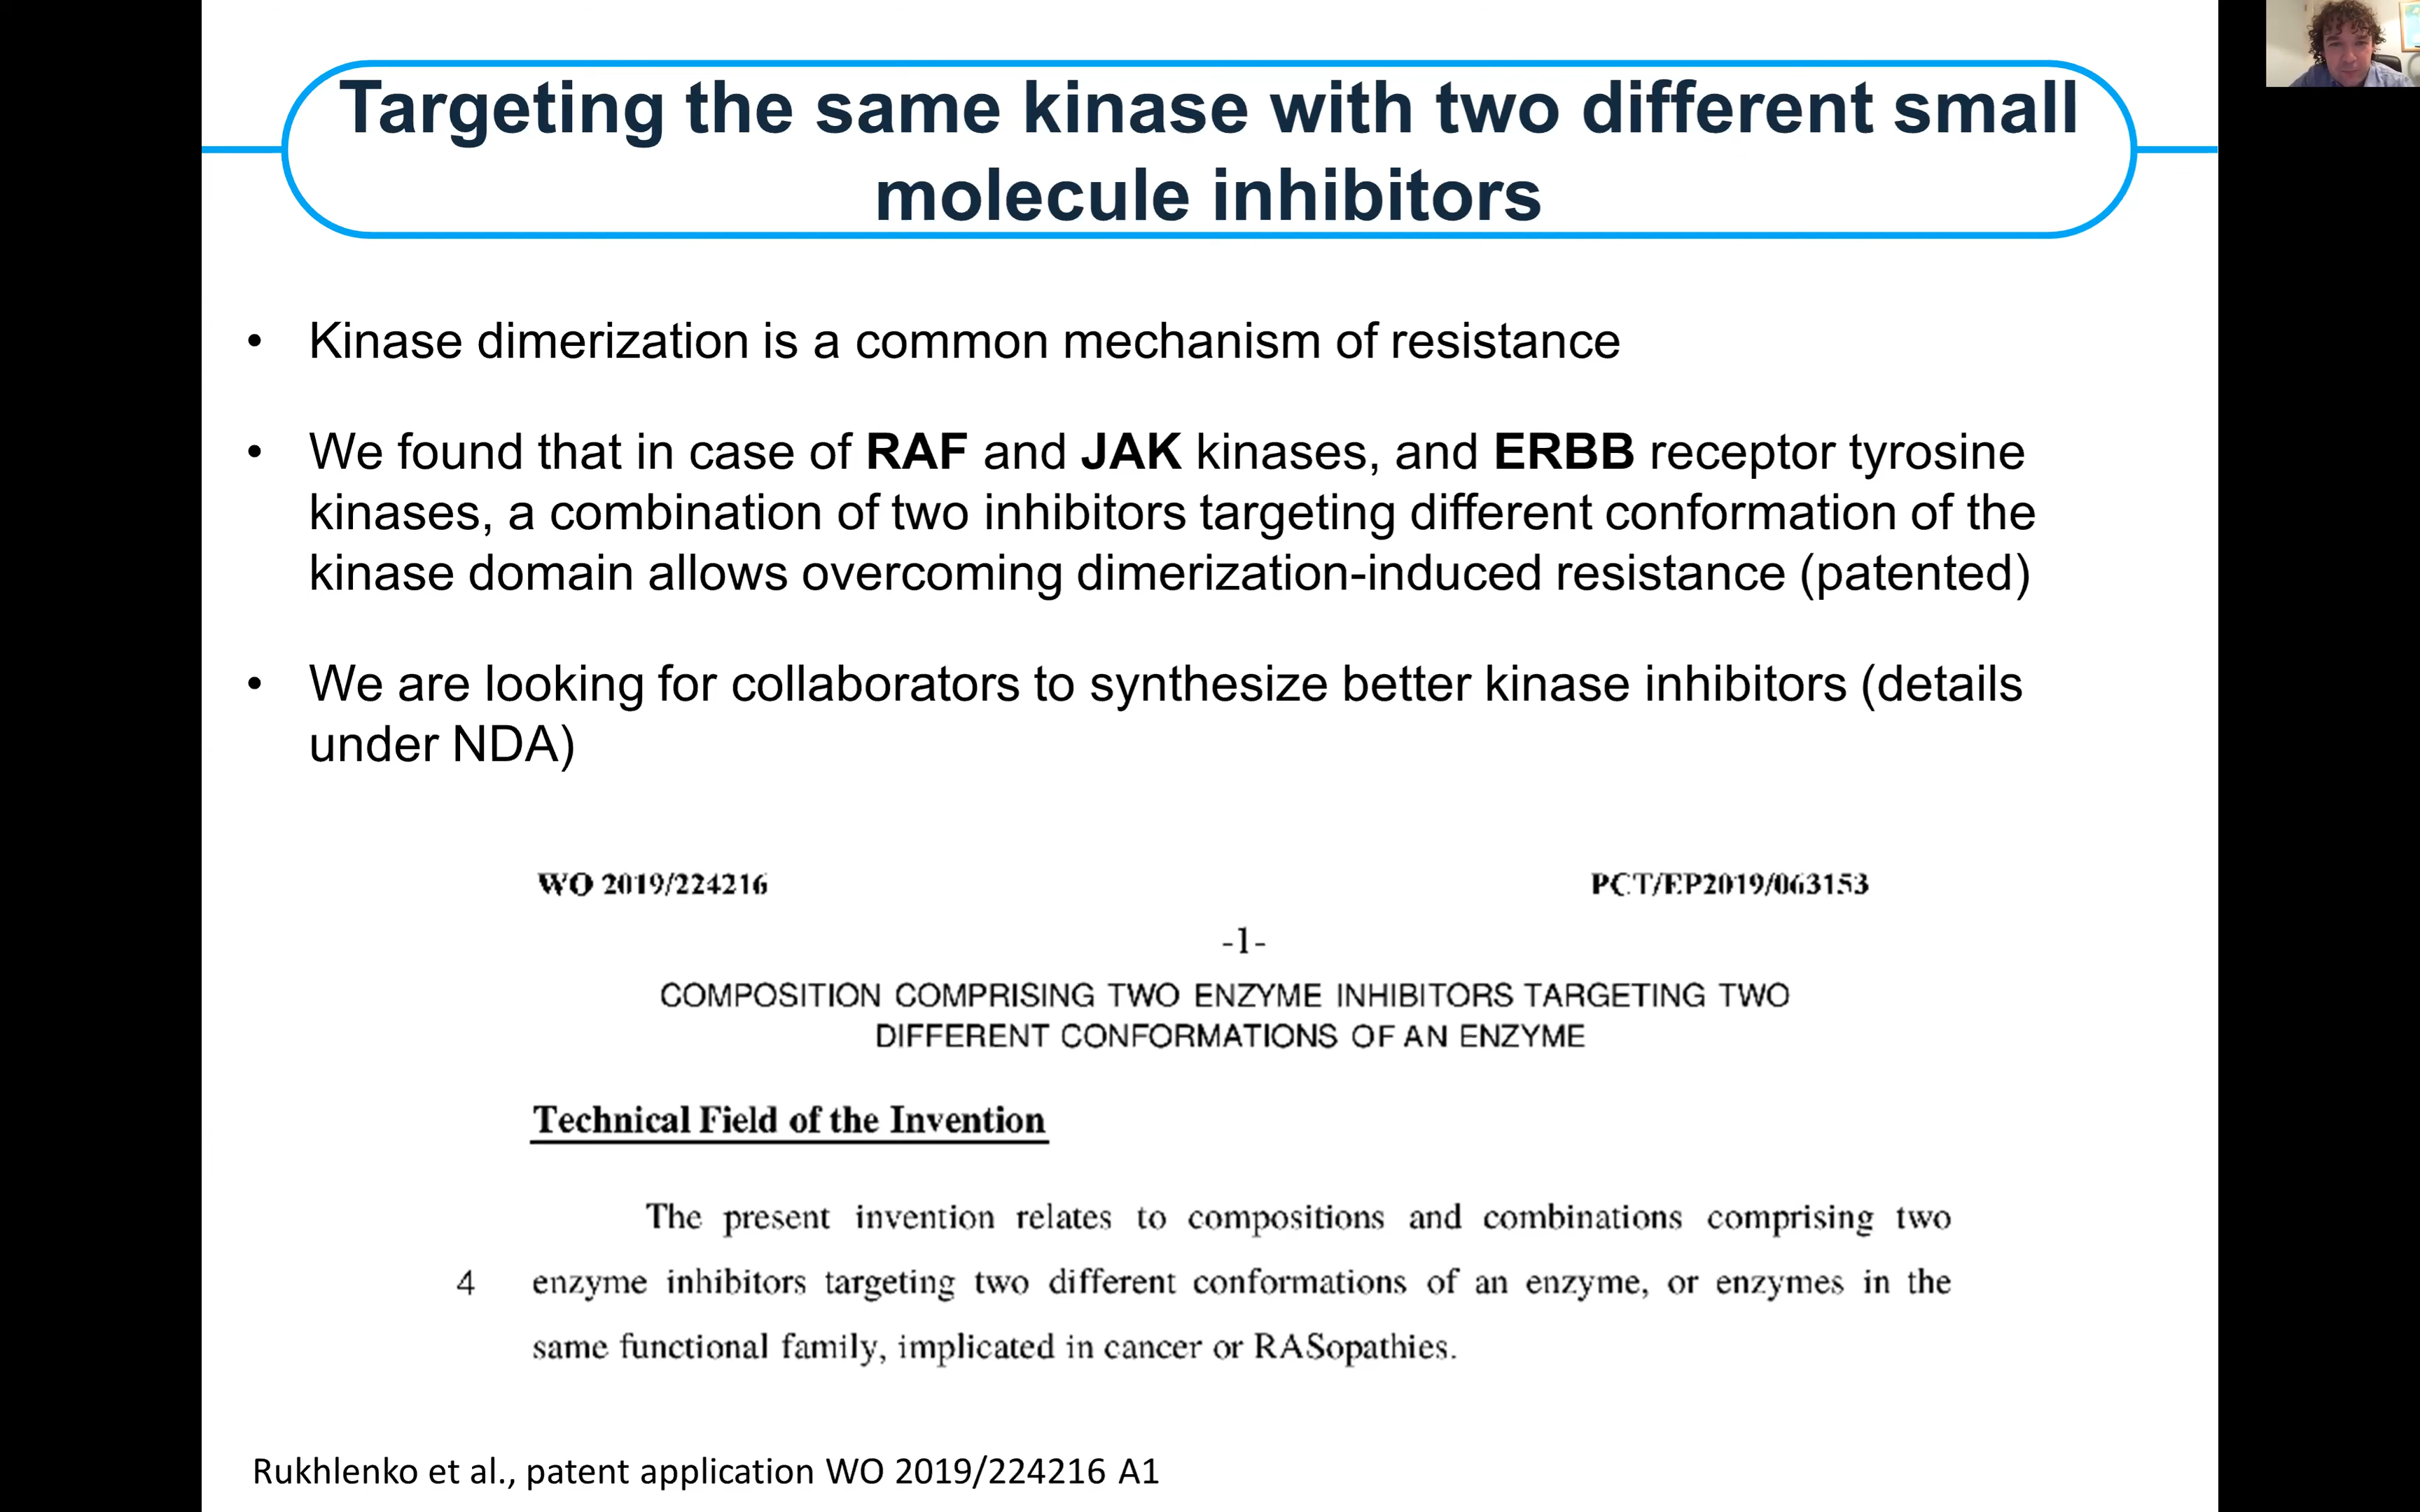 Targeting the same kinase with two different small
molecule inhibitors
• Kinase dimerization is a common mechanism of resistance
• We found that in case of RAF and JAK kinases, and ERBB receptor tyrosine
kinases, a combination of two inhibitors targeting different conformation of the
kinase domain allows overcoming dimerization-induced resistance (patented)
• We are looking for collaborators to synthesize better kinase inhibitors (details
under NDA)
WO 2019/224216 PCT/EP2019/063153
-1-
COMPOSITION COMPRISING TWO ENZYME INHIBITORS TARGETING TWO
DIFFERENT CONFORMATIONS OF AN ENZYME
Technical Field of the Invention
The present invention relates to compositions and combinations comprising two
4 enzyme inhibitors targeting two different conformations of an enzyme, or enzymes in the
same functional family, implicated in cancer or RASopathies.
Rukhlenko et al., patent application WO 2019/224216 A1